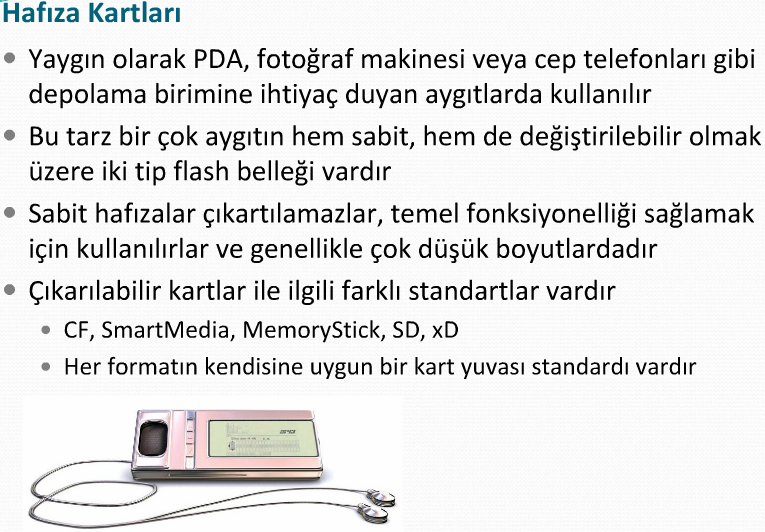 Hafıza Kartları
Yaygın olarak PDA, fotoğraf makinesi veya cep telefonları gibi
depolama birimine ihtiyaç duyan aygıtlarda kullanılır
Bu tarz bir çok aygıtın hem sabit, hem de değiştirilebilir olmak
üzere iki tip flash belleği vardır
Sabit hafızalar çıkartılamazlar, temel fonksiyonelliği sağlamak
için kullanılırlar ve genellikle çok düşük boyutlardadır
Çıkarılabilir kartlar ile ilgili farklı standartlar vardır
CF, SmartMedia, MemoryStick, SD, xD
Her formatın kendisine uygun bir kart yuvası standardı vardır